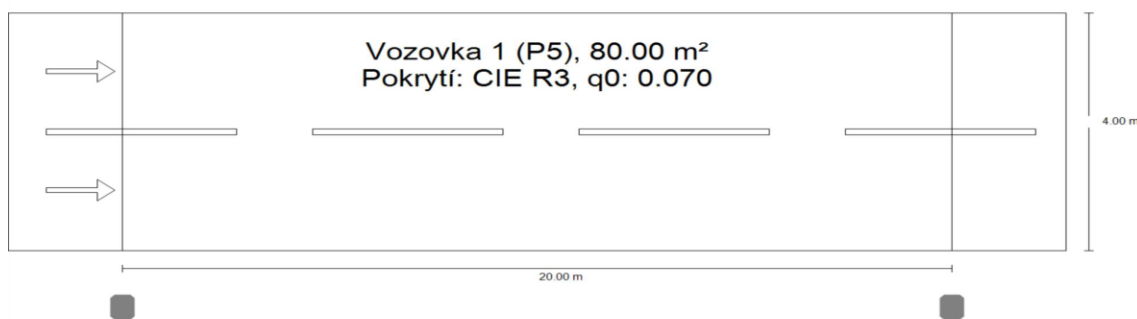 Vozovka 1 (P5), 80.00 m²
Pokrytí: CIE R3, q0: 0.070
4.00 m
20.00 m